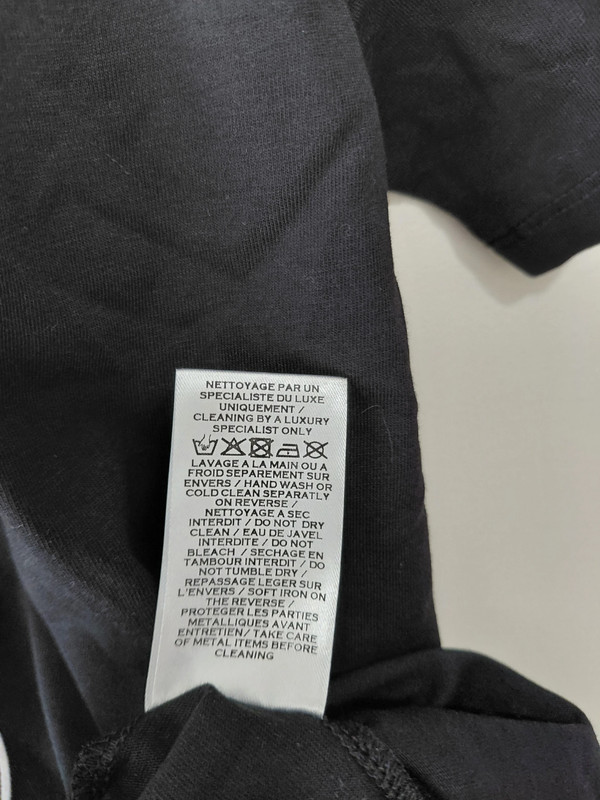 NETTOYAGE PAR UN
SPECIALISTE DU LUXE
UNIQUEMENT /
CLEANING BY A LUXURY
SPECIALIST ONLY
LAVAGE A LA MAIN OU A
FROID SEPAREMENT SUR
ENVERS / HAND WASH OR
COLD CLEAN SEPARATLY
ON REVERSE /
NETTOYAGE A SEC
INTERDIT / DO NOT DRY
CLEAN / EAU DE JAVEL
INTERDITE / DO NOT
BLEACH / SECHAGE EN
TAMBOUR INTERDIT / DO
NOT TUMBLE DRY /
REPASSAGE LEGER SUR
L'ENVERS / SOFT IRON ON
THE REVERSE /
PROTEGER LES PARTIES
METALLIQUES AVANT
ENTRETIEN/ TAKE CARE
OF METAL ITEMS BEFORE
CLEANING